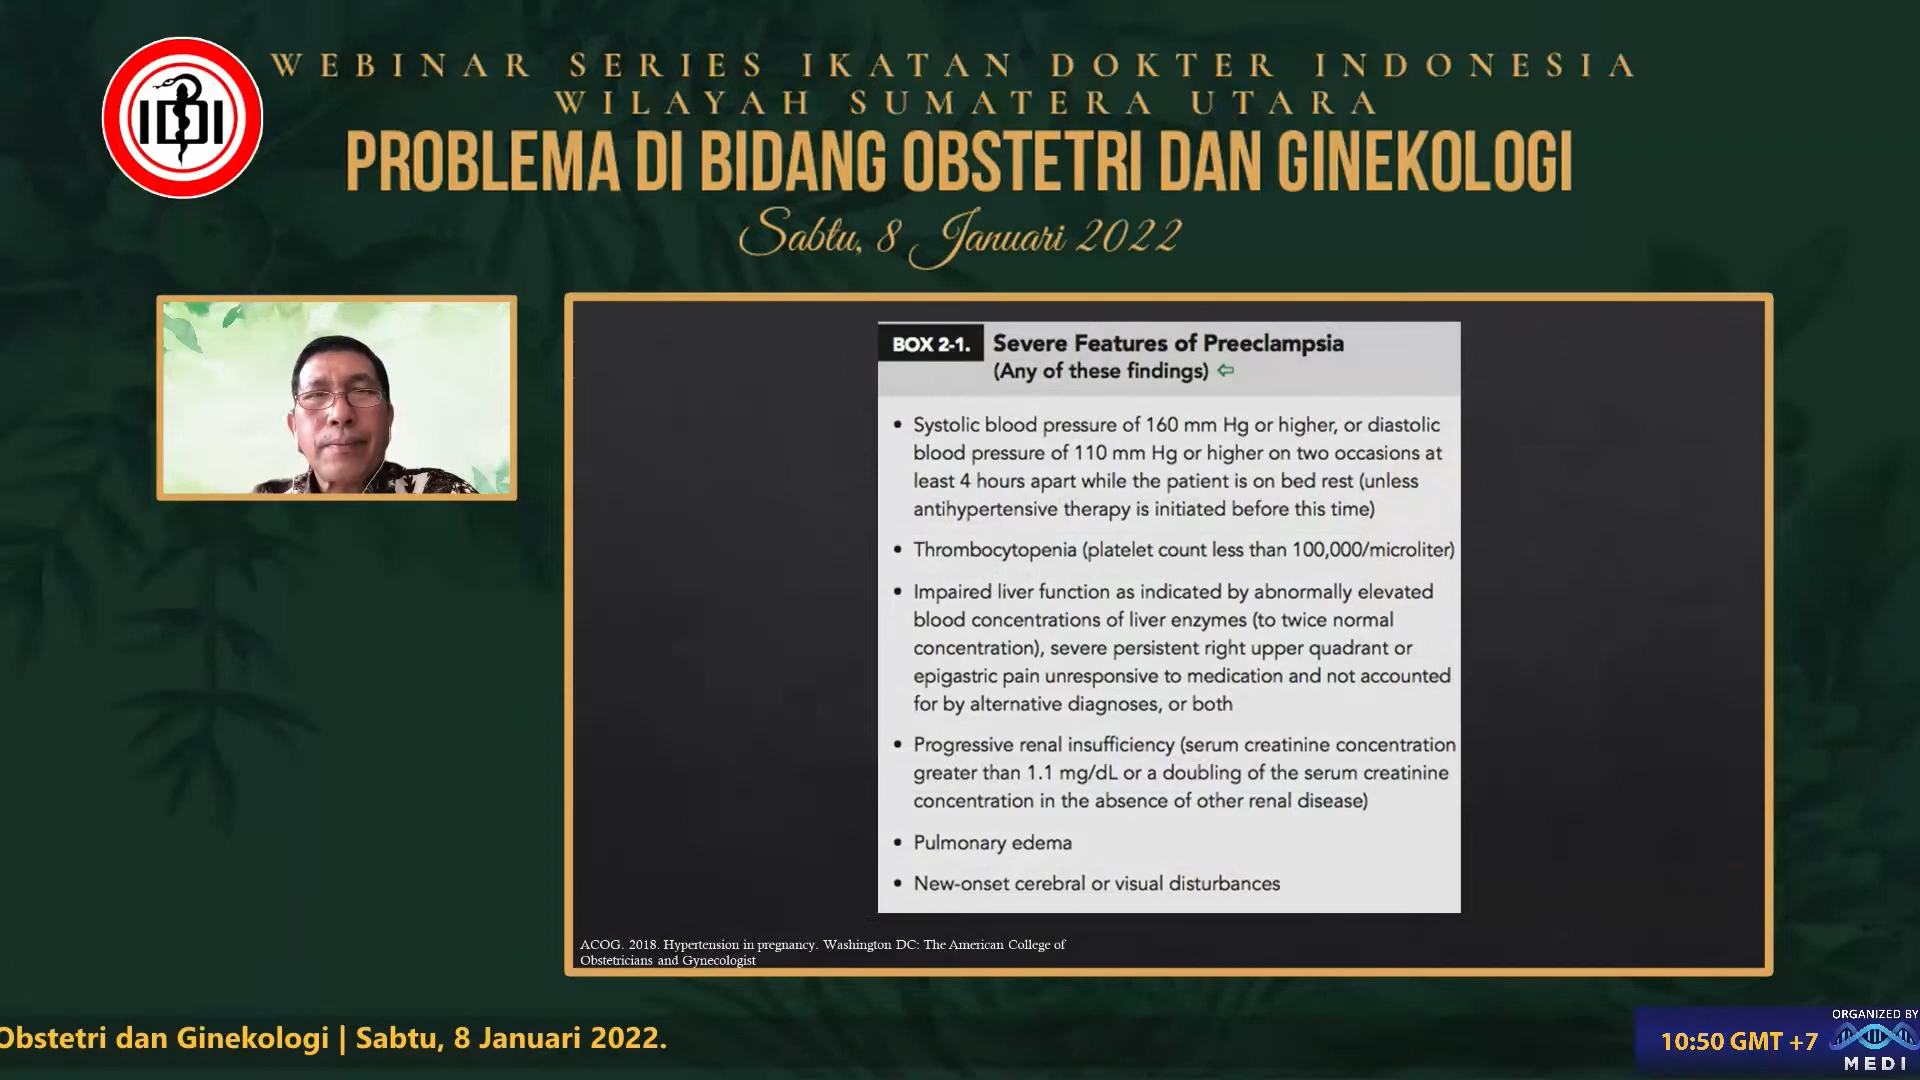 WEBINAR SERIES IKATAN DOKTER INDONESIA
WILAYAH SUMATERA UTARA
IDI
PROBLEMA DI BIDANG OBSTETRI DAN GINEKOLOGI
Sabtu, 8 Januari 2022
BOX 2-1. Severe Features of Preeclampsia
(Any of these findings) ⇦
• Systolic blood pressure of 160 mm Hg or higher, or diastolic
blood pressure of 110 mm Hg or higher on two occasions at
least 4 hours apart while the patient is on bed rest (unless
antihypertensive therapy is initiated before this time)
• Thrombocytopenia (platelet count less than 100,000/microliter)
• Impaired liver function as indicated by abnormally elevated
blood concentrations of liver enzymes (to twice normal
concentration), severe persistent right upper quadrant or
epigastric pain unresponsive to medication and not accounted
for by alternative diagnoses, or both
• Progressive renal insufficiency (serum creatinine concentration
greater than 1.1 mg/dL or a doubling of the serum creatinine
concentration in the absence of other renal disease)
• Pulmonary edema
• New-onset cerebral or visual disturbances
ACOG. 2018. Hypertension in pregnancy. Washington DC: The American College of
Obstetricians and Gynecologist
Obstetri dan Ginekologi | Sabtu, 8 Januari 2022.
10:50 GMT +7
ORGANIZED BY
MEDI